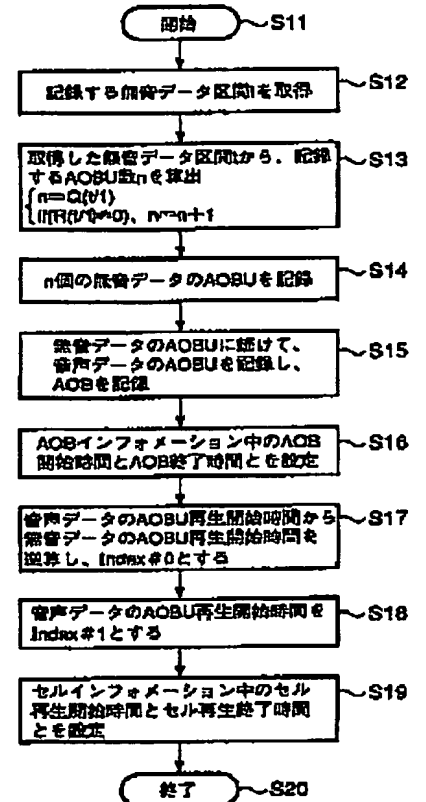 開始
S11
記録する無音データ区間tを取得
S12
取得した無音データ区間tから、記録
するAOBU数nを算出
n=Q(t/1)
if(R(t/1)≠0)、n=n+1
S13
n個の無音データのAOBUを記録
S14
無音データのAOBUに続けて、
音声データのAOBUを記録し、
AOBを記録
S15
AOBインフォメーション中のAOB
開始時間とAOB終了時間とを設定
S16
音声データのAOBU再生開始時間から
無音データのAOBU再生開始時間を
逆算し、Index#0とする
S17
音声データのAOBU再生開始時間を
Index#1とする
S18
セルインフォメーション中のセル
再生開始時間とセル再生終了時間
とを設定
S19
終了
S20